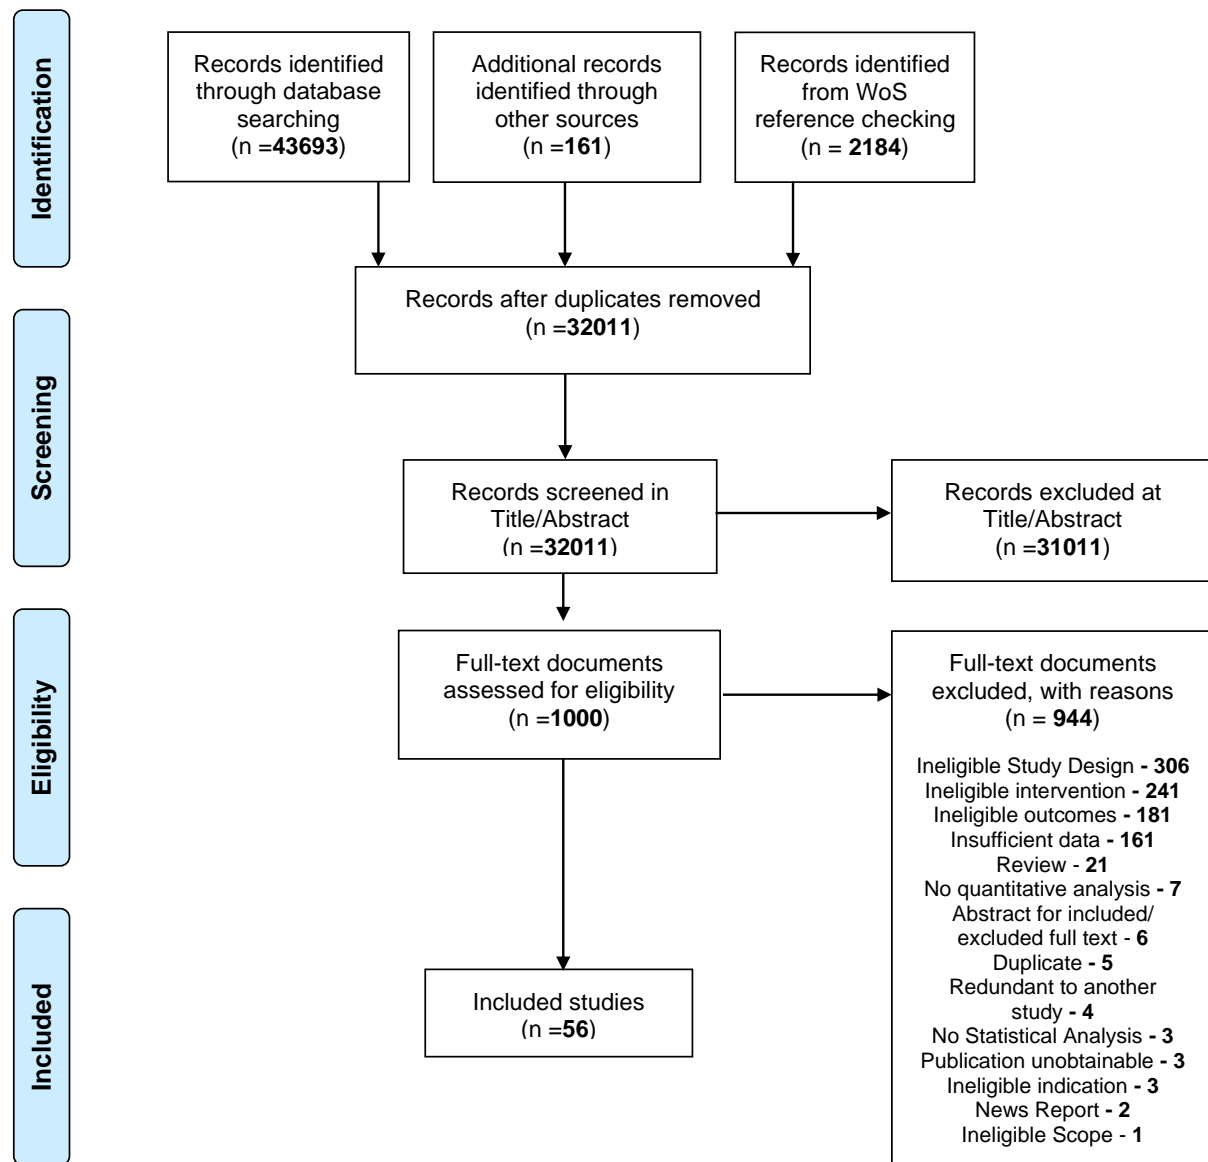 Identification
Records identified
through database
searching
(n =43693)
Additional records
identified through
other sources
(n =161)
Records identified
from WoS
reference checking
(n = 2184)
Records after duplicates removed
(n =32011)
Screening
Records screened in
Title/Abstract
(n =32011)
Records excluded at
Title/Abstract
(n =31011)
Eligibility
Full-text documents
assessed for eligibility
(n =1000)
Full-text documents
excluded, with reasons
(n = 944)
Ineligible Study Design - 306
Ineligible intervention - 241
Ineligible outcomes - 181
Insufficient data - 161
Review - 21
No quantitative analysis - 7
Abstract for included/
excluded full text - 6
Duplicate - 5
Redundant to another
study - 4
No Statistical Analysis - 3
Publication unobtainable - 3
Ineligible indication - 3
News Report - 2
Ineligible Scope - 1
Included
Included studies
(n =56)